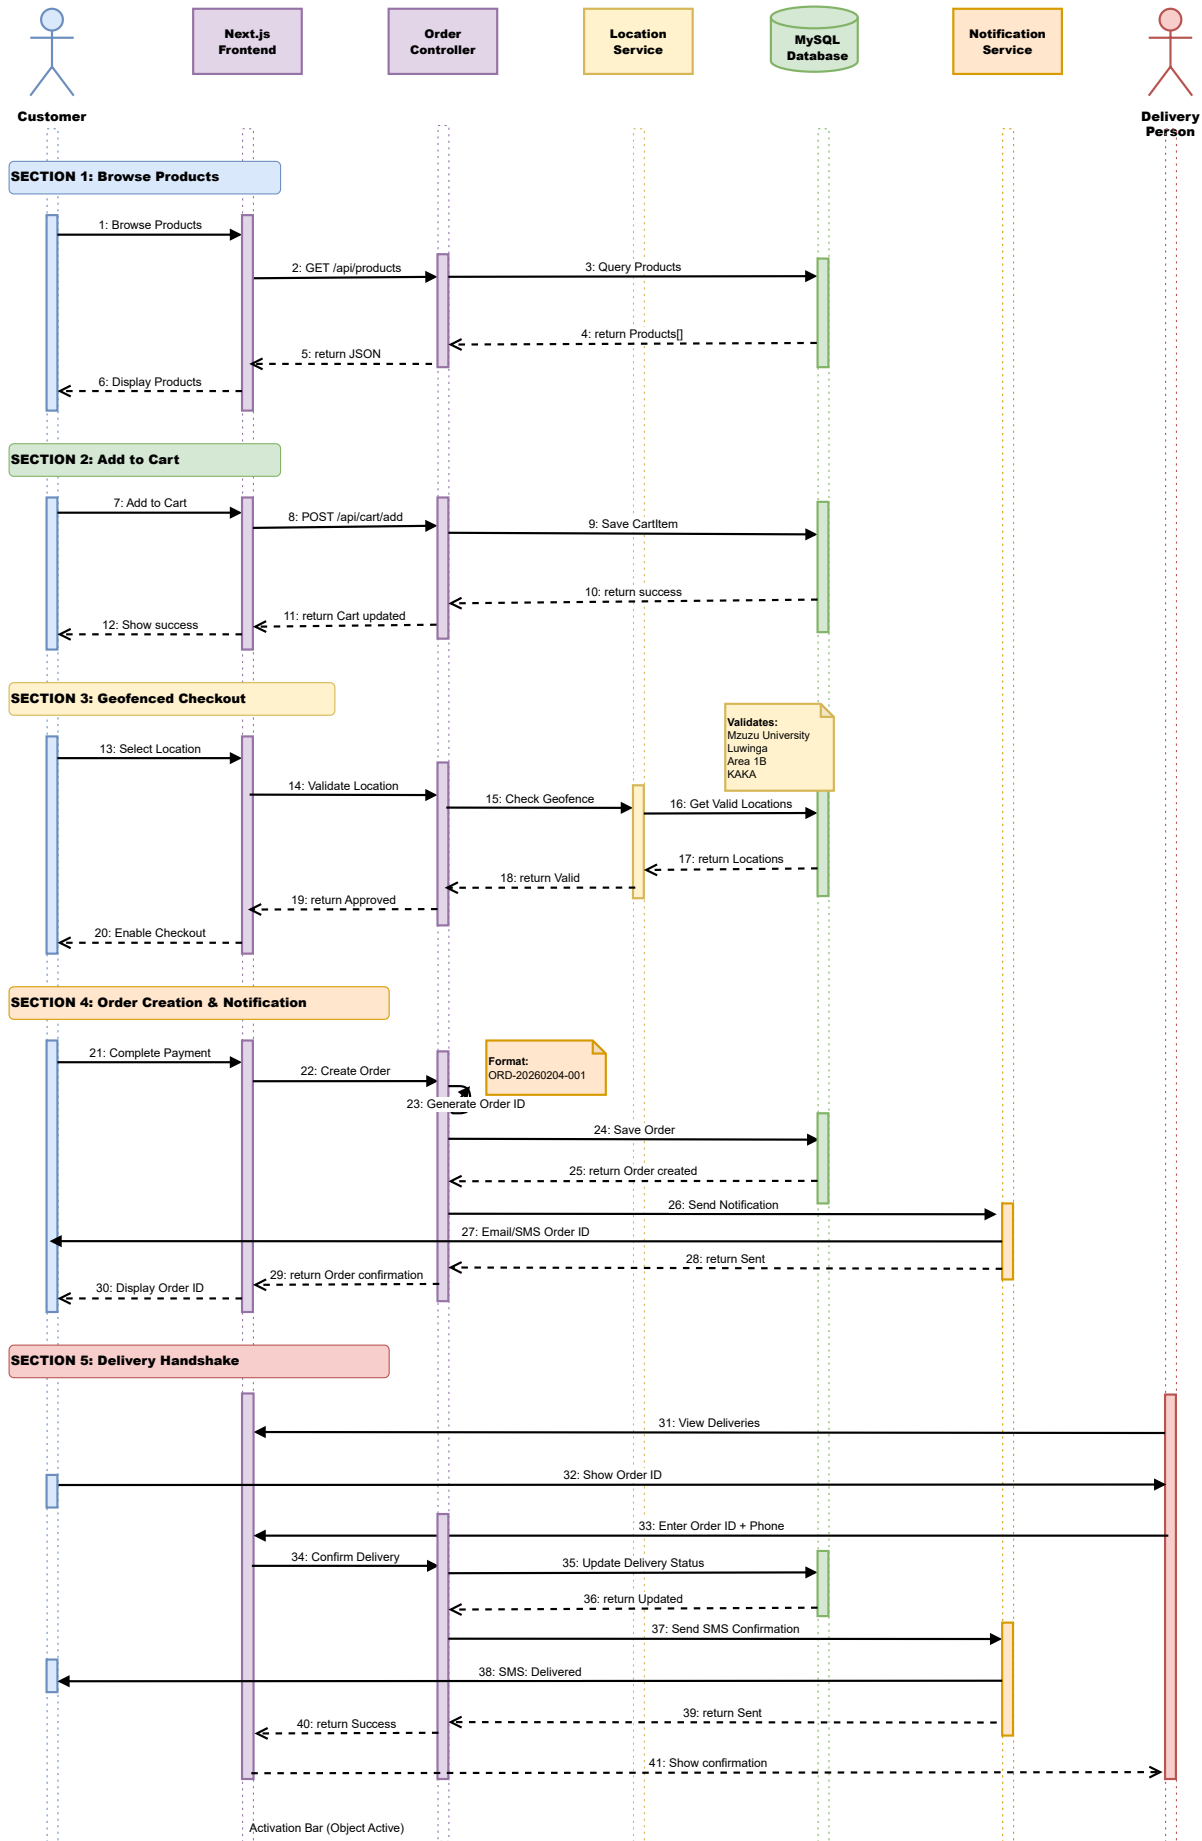 Next.js
Frontend
Order
Controller
Location
Service
MySQL
Database
Notification
Service
Customer
Delivery
Person
SECTION 1: Browse Products
1: Browse Products
2: GET /api/products
3: Query Products
4: return Products[]
5: return JSON
6: Display Products
SECTION 2: Add to Cart
7: Add to Cart
8: POST /api/cart/add
9: Save CartItem
10: return success
11: return Cart updated
12: Show success
SECTION 3: Geofenced Checkout
Validates:
Mzuzu University
Luwinga
Area 1B
KAKA
13: Select Location
14: Validate Location
15: Check Geofence
16: Get Valid Locations
17: return Locations
18: return Valid
19: return Approved
20: Enable Checkout
SECTION 4: Order Creation & Notification
21: Complete Payment
Format:
ORD-20260204-001
22: Create Order
23: Generate Order ID
24: Save Order
25: return Order created
26: Send Notification
27: Email/SMS Order ID
28: return Sent
29: return Order confirmation
30: Display Order ID
SECTION 5: Delivery Handshake
31: View Deliveries
32: Show Order ID
33: Enter Order ID + Phone
34: Confirm Delivery
35: Update Delivery Status
36: return Updated
37: Send SMS Confirmation
38: SMS: Delivered
39: return Sent
40: return Success
41: Show confirmation
Activation Bar (Object Active)